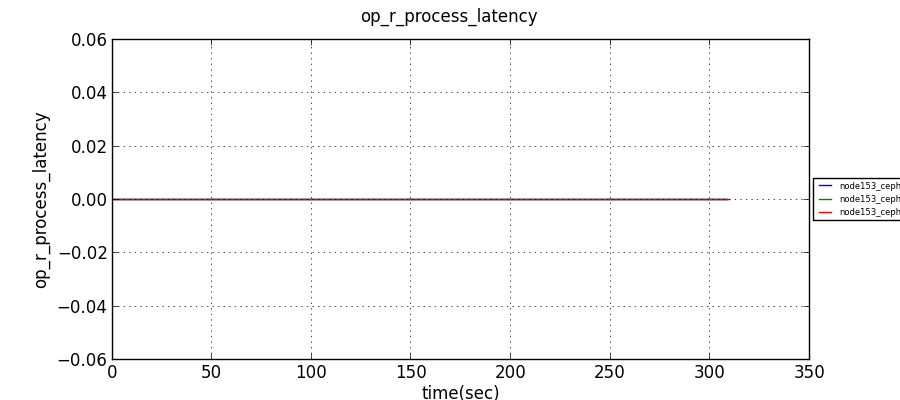 op_r_process_latency
0.06
0.04
0.02
0.00
−0.02
−0.04
−0.06
op_r_process_latency
0 50 100 150 200 250 300 350
time(sec)
node153_ceph
node153_ceph
node153_ceph